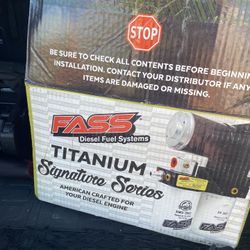 STOP
BE SURE TO CHECK ALL CONTENTS BEFORE BEGINNIN
INSTALLATION. CONTACT YOUR DISTRIBUTOR IF ANY
ITEMS ARE DAMAGED OR MISSING.
FASS
Diesel Fuel Systems
TITANIUM
Signature Series
AMERICAN CRAFTED FOR
YOUR DIESEL ENGINE